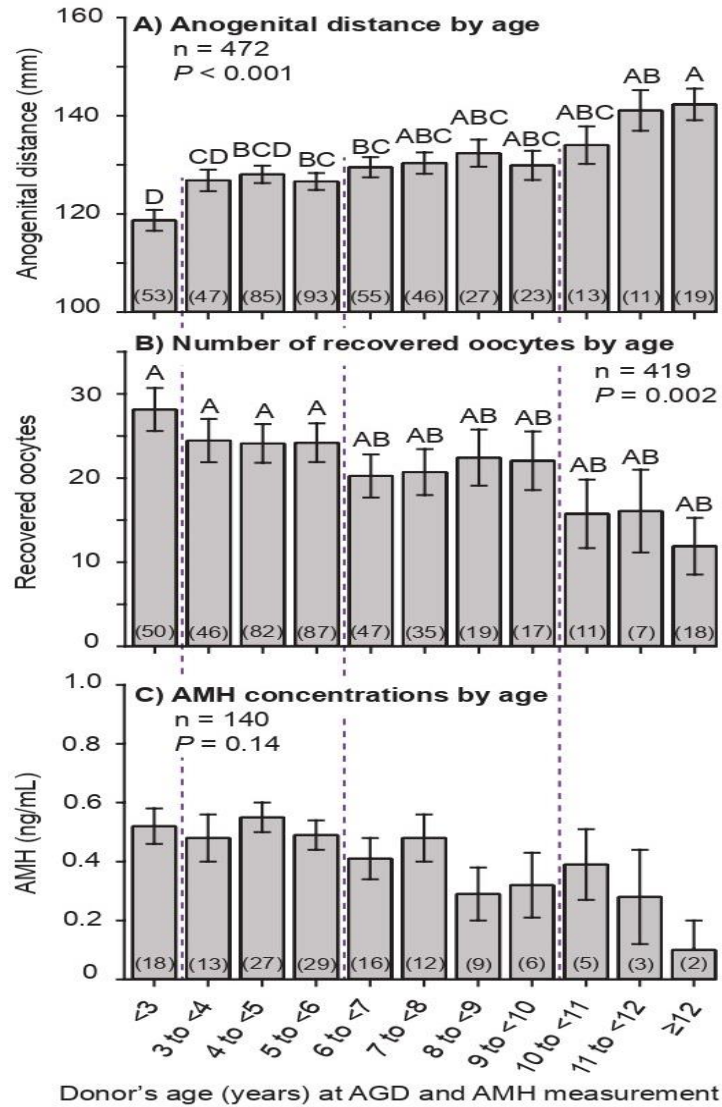 A) Anogenital distance by age
n = 472
P < 0.001
Anogenital distance (mm)
160
140
120
100
D CD BCD BC BC ABC ABC ABC ABC AB A
(53) (47) (85) (93) (55) (46) (27) (23) (13) (11) (19)
B) Number of recovered oocytes by age
n = 419
P = 0.002
Recovered oocytes
30
20
10
0
A A A A AB AB AB AB AB AB AB
(50) (46) (82) (87) (47) (35) (19) (17) (11) (7) (18)
C) AMH concentrations by age
n = 140
P = 0.14
AMH (ng/mL)
1.0
0.8
0.6
0.4
0.2
0
(18) (13) (27) (29) (16) (12) (9) (6) (5) (3) (2)
<3
3 to <4
4 to <5
5 to <6
6 to <7
7 to <8
8 to <9
9 to <10
10 to <11
11 to <12
≥12
Donor's age (years) at AGD and AMH measurement